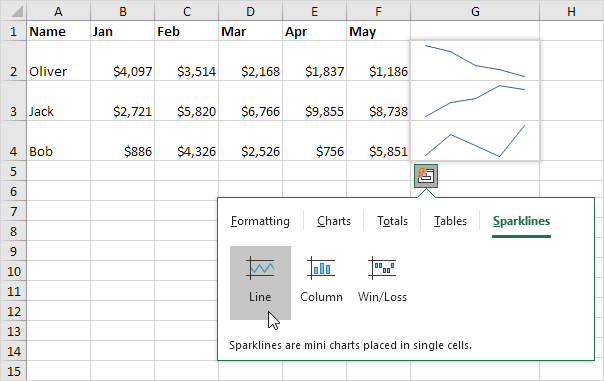 A B C D E F G H
1 Name Jan Feb Mar Apr May
2 Oliver $4,097 $3,514 $2,168 $1,837 $1,186
3 Jack $2,721 $5,820 $6,766 $9,855 $8,738
4 Bob $886 $4,326 $2,526 $756 $5,851
5
6
7
8
9
10
11
12
13
14
15
Formatting Charts Totals Tables Sparklines
Line Column Win/Loss
Sparklines are mini charts placed in single cells.